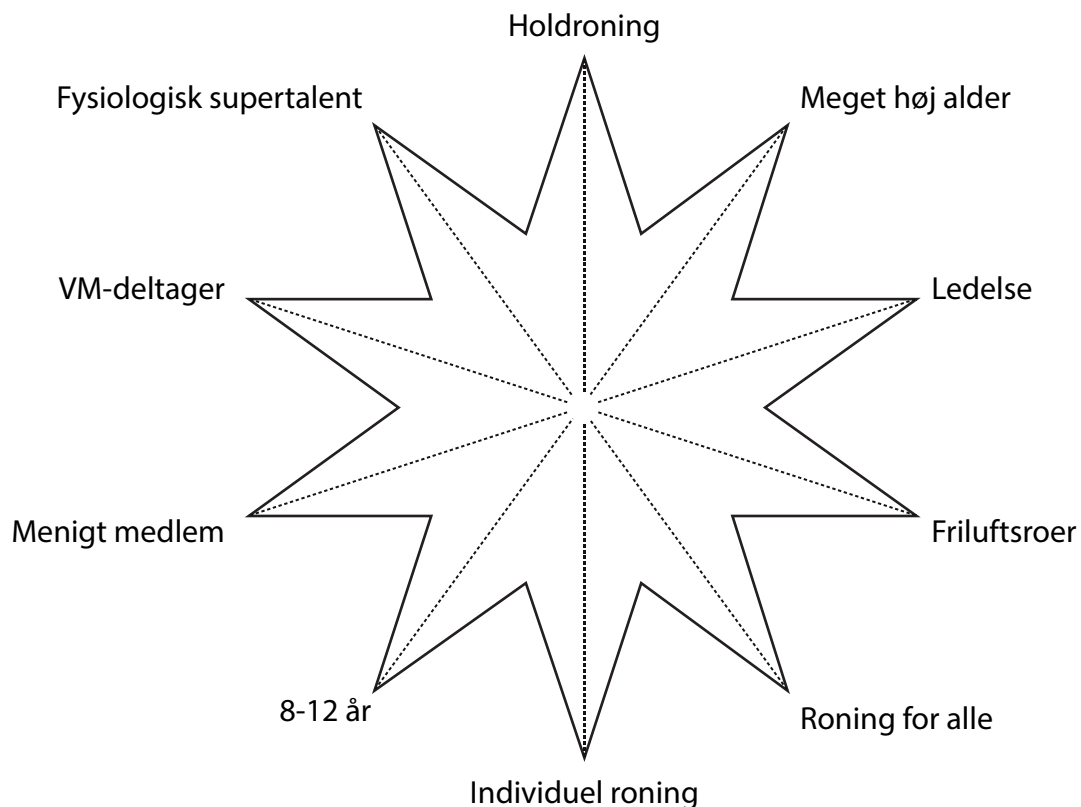 Holdroning
Fysiologisk supertalent
Meget høj alder
VM-deltager
Ledelse
Menigt medlem
Friluftsroer
8-12 år
Roning for alle
Individuel roning